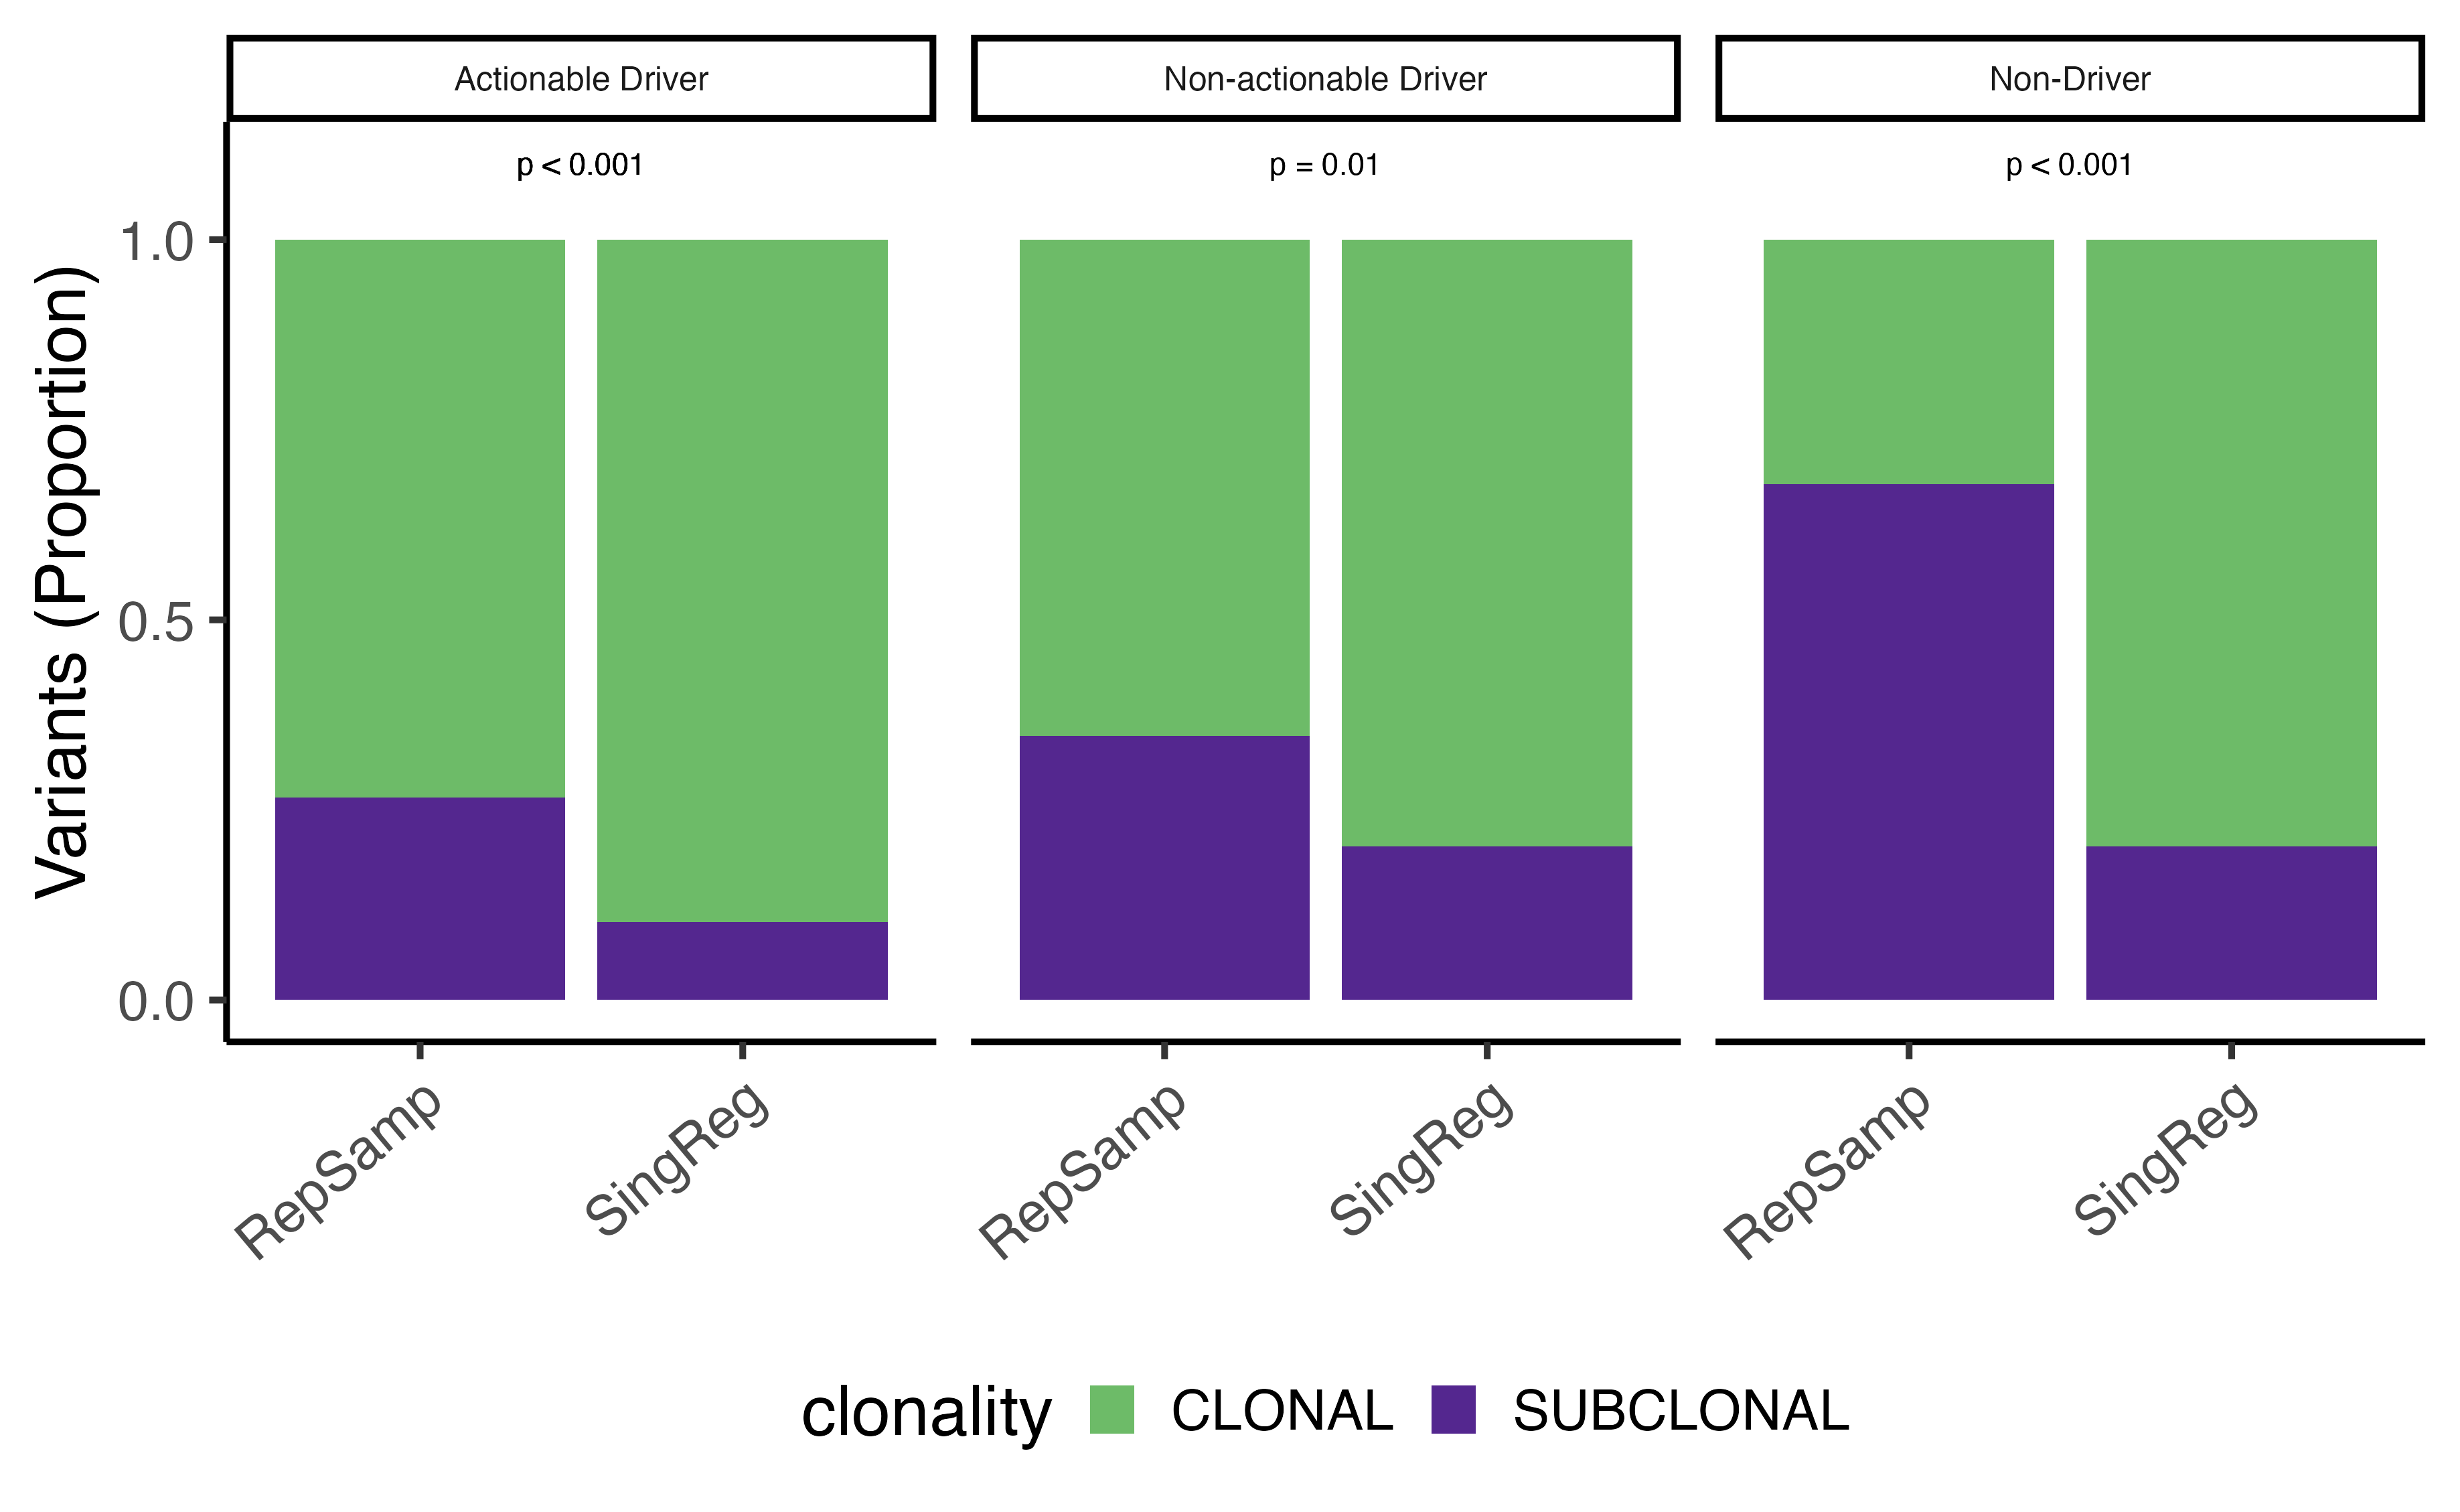 Actionable Driver
Non-actionable Driver
Non-Driver
p < 0.001
p = 0.01
p < 0.001
Variants (Proportion)
1.0
0.5
0.0
RepSamp
SingReg
RepSamp
SingReg
RepSamp
SingReg
clonality CLONAL SUBCLONAL